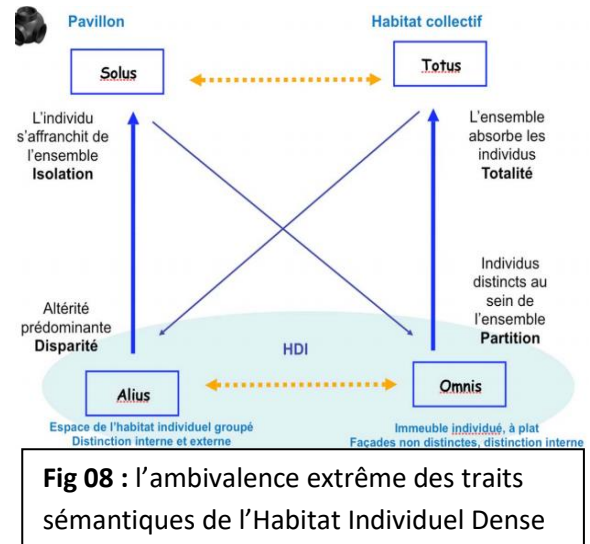 Pavillon
Habitat collectif
Solus
Totus
L'individu
s'affranchit de
l'ensemble
Isolation
L'ensemble
absorbe les
individus
Totalité
Altérité
prédominante
Disparité
Individus
distincts au
sein de
l'ensemble
Partition
HDI
Alius
Omnis
Espace de l'habitat individuel groupé
Distinction interne et externe
Immeuble individué, à plat
Façades non distinctes, distinction interne
Fig 08 : l'ambivalence extrême des traits
sémantiques de l'Habitat Individuel Dense